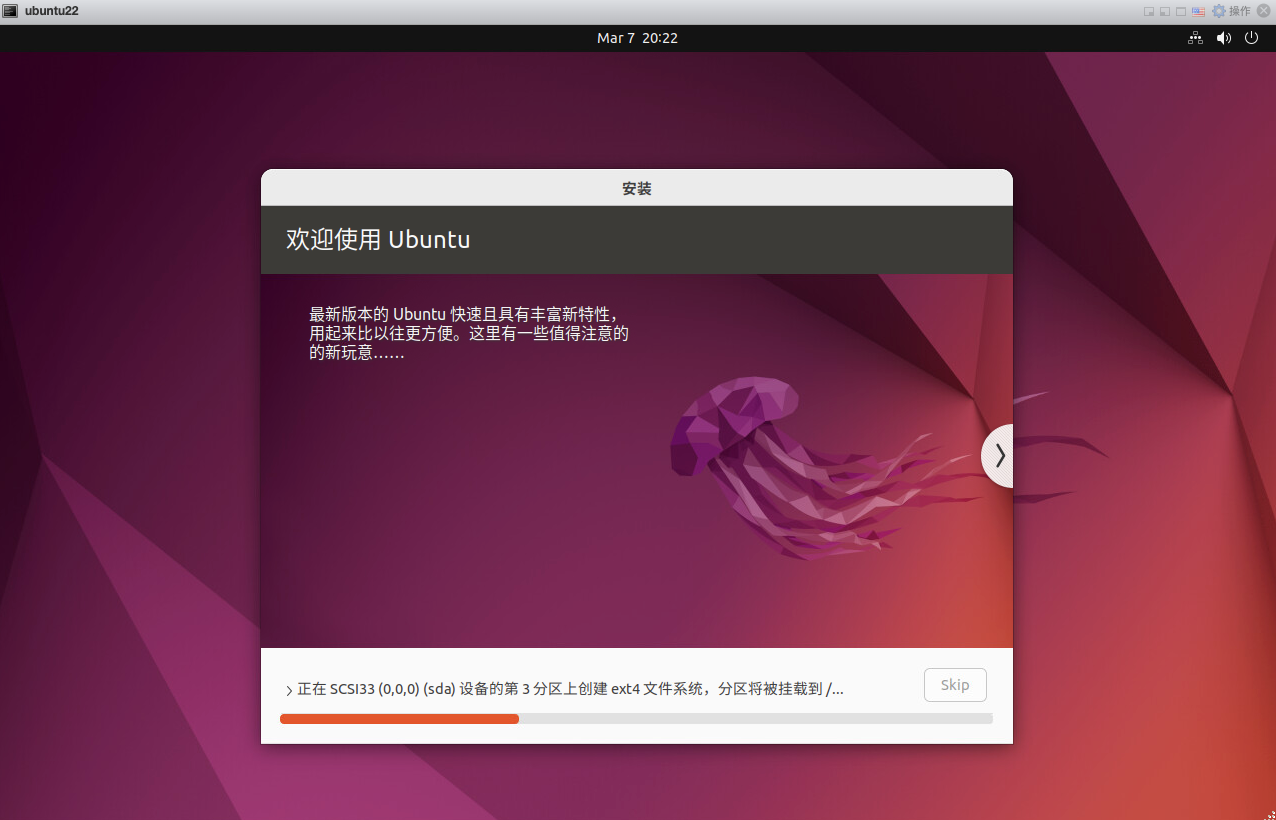 ubuntu22
操作
Mar 7 20:22
安装
欢迎使用 Ubuntu
最新版本的 Ubuntu 快速且具有丰富新特性，
用起来比以往更方便。这里有一些值得注意的
的新玩意……
正在 SCSI33 (0,0,0) (sda) 设备的第 3 分区上创建 ext4 文件系统，分区将被挂载到 /...
Skip